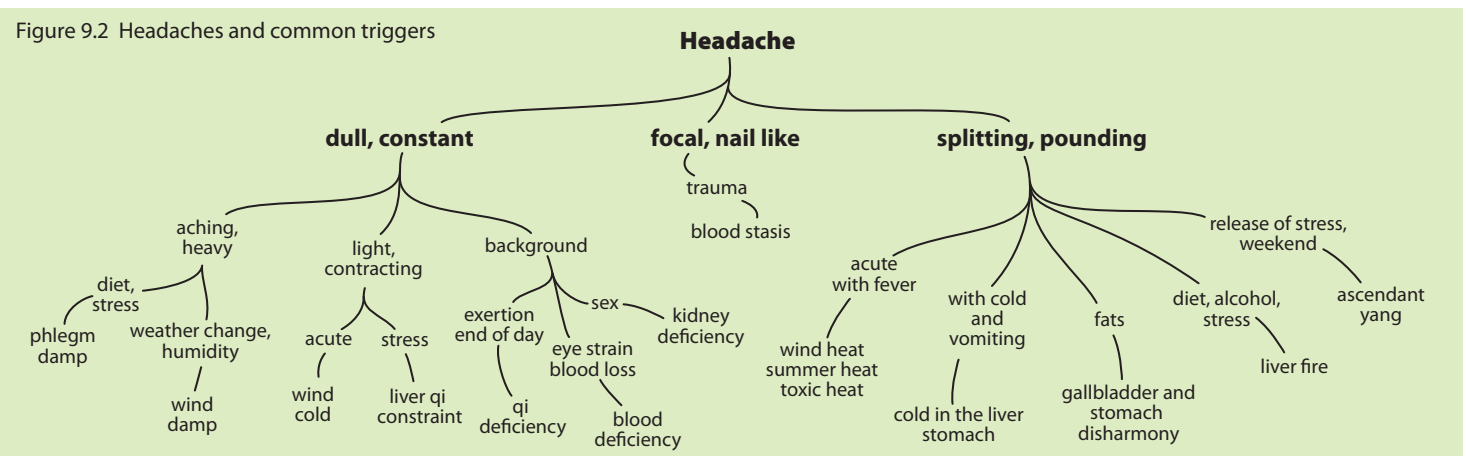 Figure 9.2 Headaches and common triggers
Headache
dull, constant
focal, nail like
splitting, pounding
aching,
heavy
diet,
stress
phlegm
damp
weather change,
humidity
wind
damp
light,
contracting
acute
wind
cold
stress
liver qi
constraint
background
exertion
end of day
qi
deficiency
eye strain
blood loss
blood
deficiency
sex
kidney
deficiency
trauma
blood stasis
acute
with fever
wind heat
summer heat
toxic heat
with cold
and
vomiting
cold in the liver
stomach
fats
gallbladder and
stomach
disharmony
diet, alcohol,
stress
liver fire
release of stress,
weekend
ascendant
yang